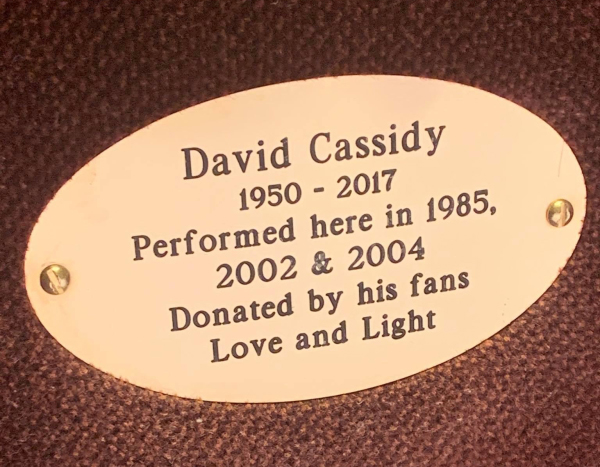 David Cassidy
1950 - 2017
Performed here in 1985,
2002 & 2004
Donated by his fans
Love and Light